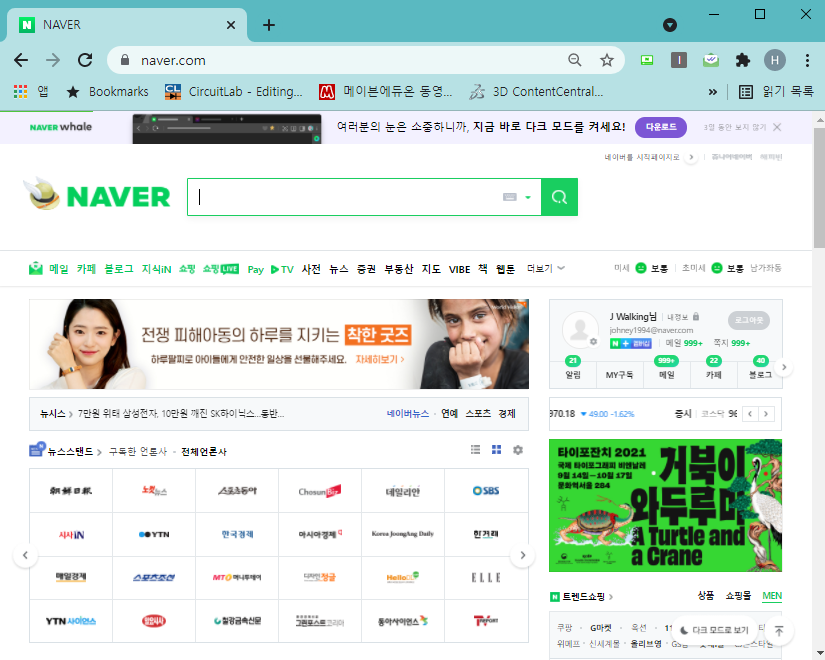 NAVER
naver.com
H
앱
Bookmarks
CircuitLab - Editing...
메이븐에듀온 동영...
3D ContentCentral...
»
읽기 목록
NAVER whale
여러분의 눈은 소중하니까, 지금 바로 다크 모드를 켜세요!
다운로드
3일 동안 보지 않기
네이버를 시작페이지로
쥬니어네이버
해피빈
NAVER
메일 카페 블로그 지식iN 쇼핑 쇼핑LIVE Pay TV 사전 뉴스 증권 부동산 지도 VIBE 책 웹툰 더보기
미세 보통 초미세 보통 남가좌동
전쟁 피해아동의 하루를 지키는 착한 굿즈
하루팔찌로 아이들에게 안전한 일상을 선물해주세요. 자세히보기 >
J Walking님 내정보
로그아웃
johney1994@naver.com
N + 멤버십 메일 999+ 쪽지 999+
21 999+ 22 40
알림 MY구독 메일 카페 블로그
뉴시스 > 7만원 위태 삼성전자, 10만원 깨진 SK하이닉스...동반...
네이버뉴스 · 연예 스포츠 경제
970.18 ▼ 49.00 -1.62% 증시 코스닥 96
뉴스스탠드 > 구독한 언론사 · 전체언론사
朝鮮日報
노컷뉴스
스포츠동아
ChosunBiz
데일리안
SBS
시사iN
YTN
한국경제
아시아경제
Korea JoongAng Daily
한겨레
매일경제
스포츠조선
MT 머니투데이
디자인정글
HelloDD
ELLE
YTN 사이언스
철강금속신문
그린포스트코리아
동아사이언스
TVREPORT
타이포잔치 2021
국제 타이포그래피 비엔날레
9월 14일—10월 17일
문화역서울 284
거북이
와두루미
a Turtle and
a Crane
트렌드쇼핑 >
상품 쇼핑몰 MEN
쿠팡 · G마켓 · 옥션 · 11
위메프 · 신세계몰 · 올리브영 ·
다크 모드로 보기